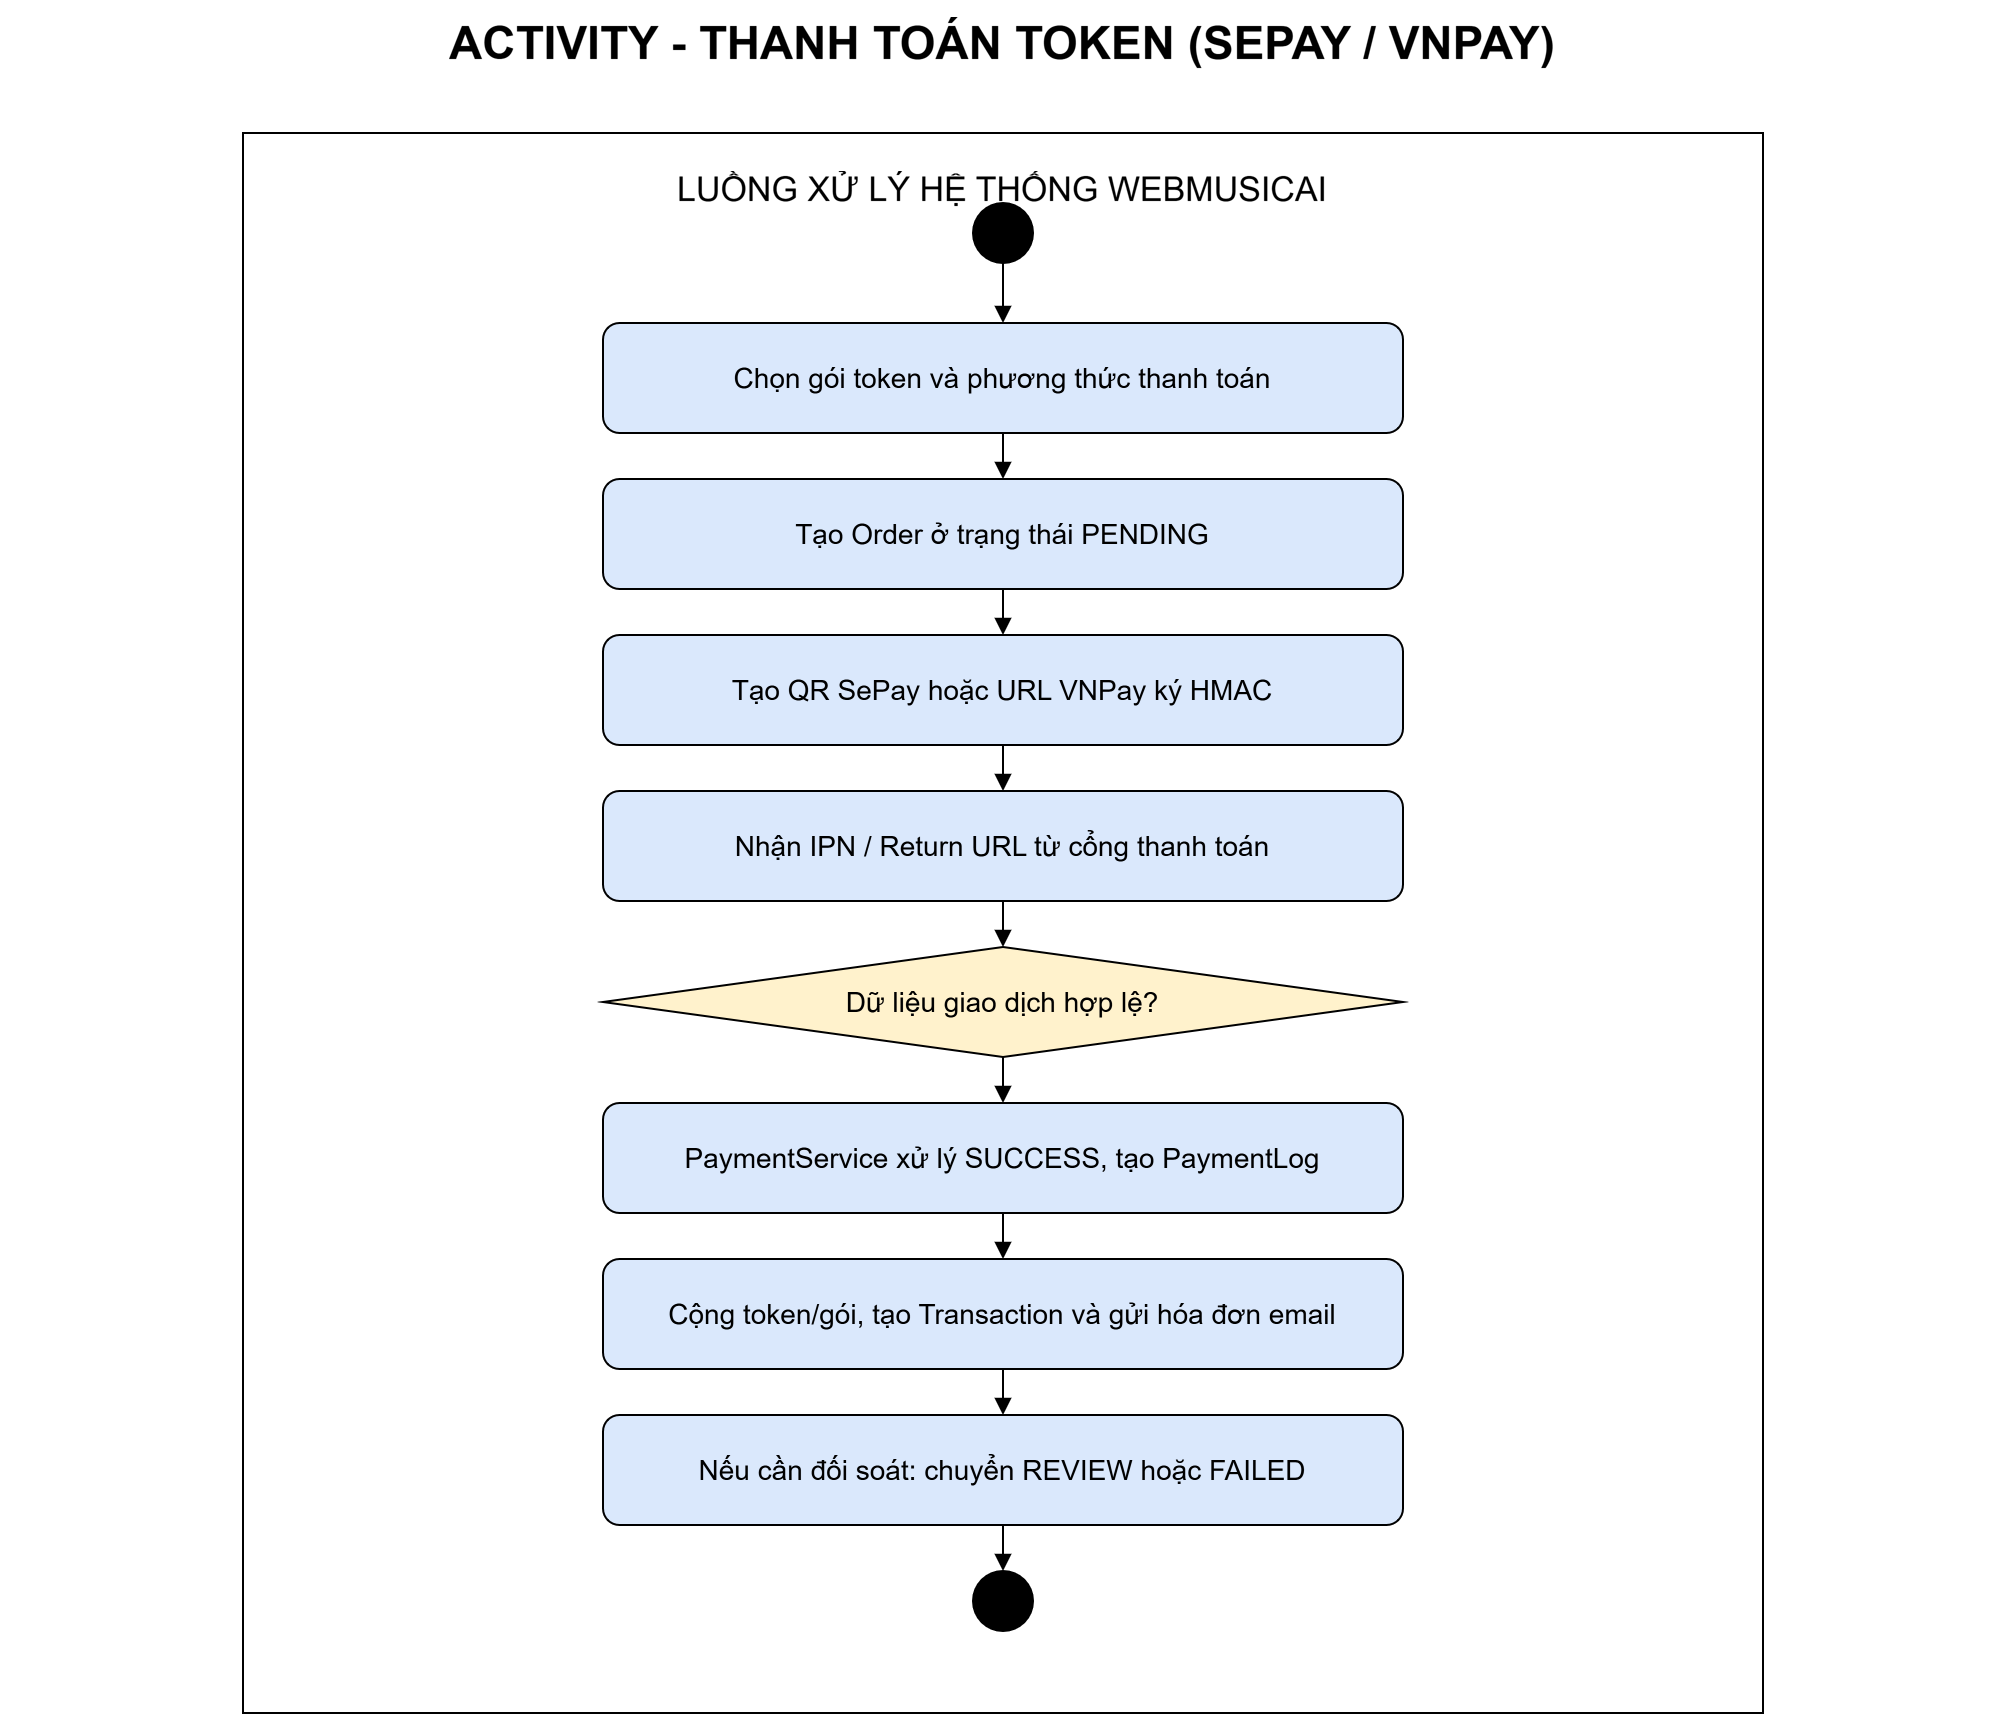 ACTIVITY - THANH TOÁN TOKEN (SEPAY / VNPAY)
LUỒNG XỬ LÝ HỆ THỐNG WEBMUSICAI
Chọn gói token và phương thức thanh toán
Tạo Order ở trạng thái PENDING
Tạo QR SePay hoặc URL VNPay ký HMAC
Nhận IPN / Return URL từ cổng thanh toán
Dữ liệu giao dịch hợp lệ?
PaymentService xử lý SUCCESS, tạo PaymentLog
Cộng token/gói, tạo Transaction và gửi hóa đơn email
Nếu cần đối soát: chuyển REVIEW hoặc FAILED